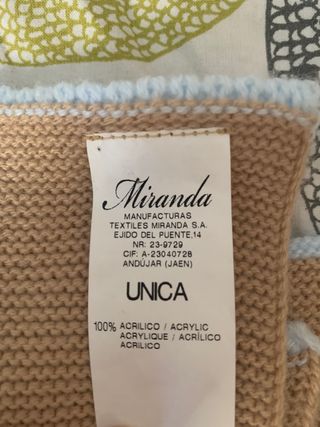 Miranda
MANUFACTURAS
TEXTILES MIRANDA S.A.
EJIDO DEL PUENTE,14
NR: 23-9729
CIF: A-23040728
ANDÚJAR (JAEN)
UNICA
100% ACRILICO / ACRYLIC
ACRYLIQUE / ACRÍLICO
ACRILICO